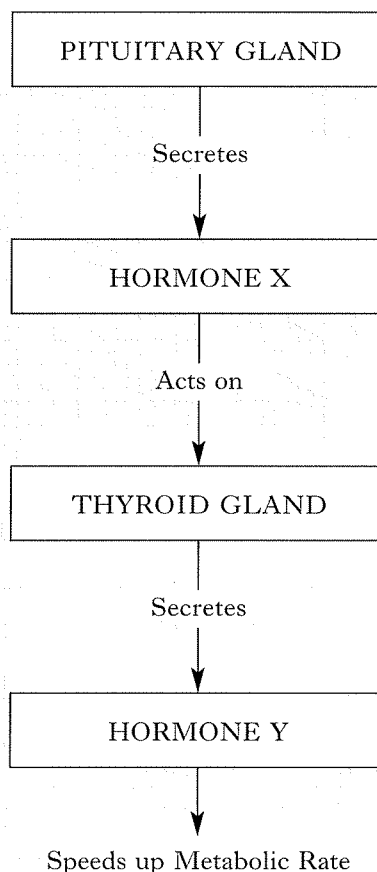 PITUITARY GLAND
Secretes
HORMONE X
Acts on
THYROID GLAND
Secretes
HORMONE Y
Speeds up Metabolic Rate